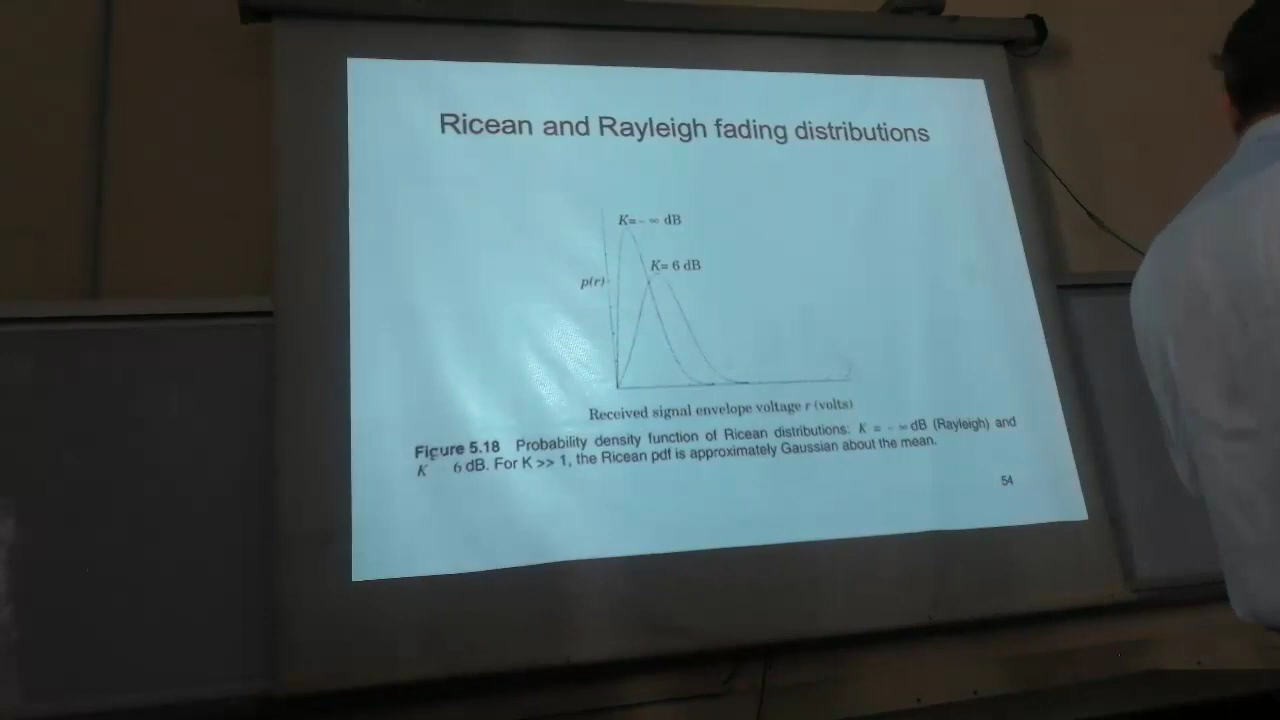 Ricean and Rayleigh fading distributions
K= - ∞ dB
K= 6 dB
p(r)
Received signal envelope voltage r (volts)
Figure 5.18 Probability density function of Ricean distributions: K = - ∞ dB (Rayleigh) and
K 6 dB. For K >> 1, the Ricean pdf is approximately Gaussian about the mean.
54